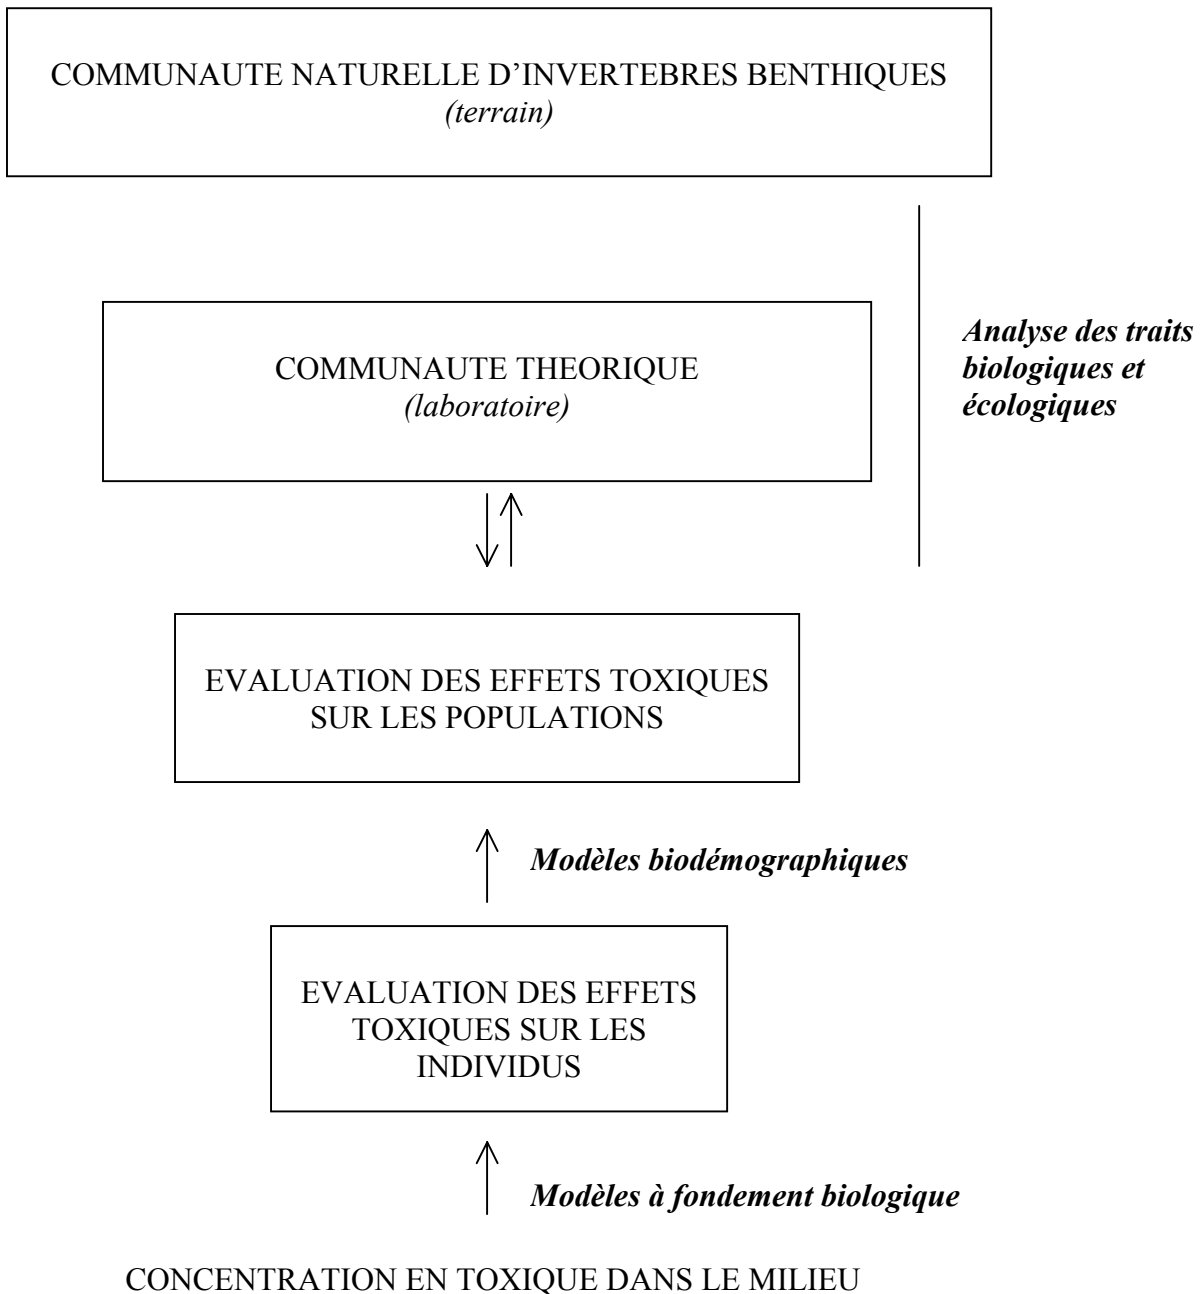 COMMUNAUTE NATURELLE D’INVERTEBRES BENTHIQUES
(terrain)
COMMUNAUTE THEORIQUE
(laboratoire)
Analyse des traits
biologiques et
écologiques
EVALUATION DES EFFETS TOXIQUES
SUR LES POPULATIONS
Modèles biodémographiques
EVALUATION DES EFFETS
TOXIQUES SUR LES
INDIVIDUS
Modèles à fondement biologique
CONCENTRATION EN TOXIQUE DANS LE MILIEU